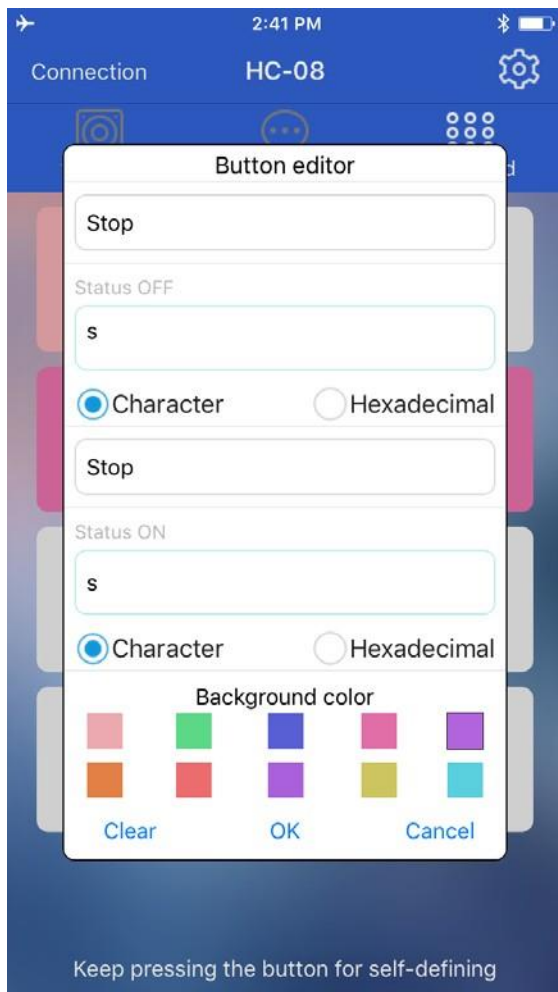 2:41 PM
Connection HC-08
Button editor
Stop
Status OFF
s
Character Hexadecimal
Stop
Status ON
s
Character Hexadecimal
Background color
Clear OK Cancel
Keep pressing the button for self-defining